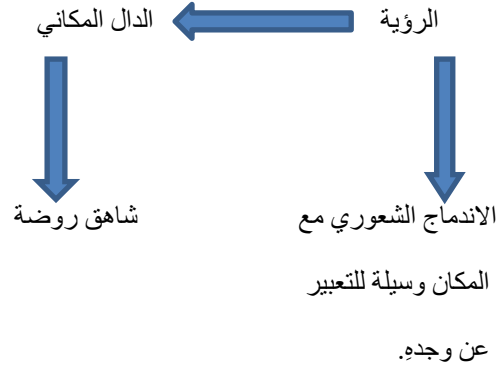 الرؤية
الدال المكاني
الاندماج الشعوري مع
المكان وسيلة للتعبير
عن وجدهِ.
شاهق روضة